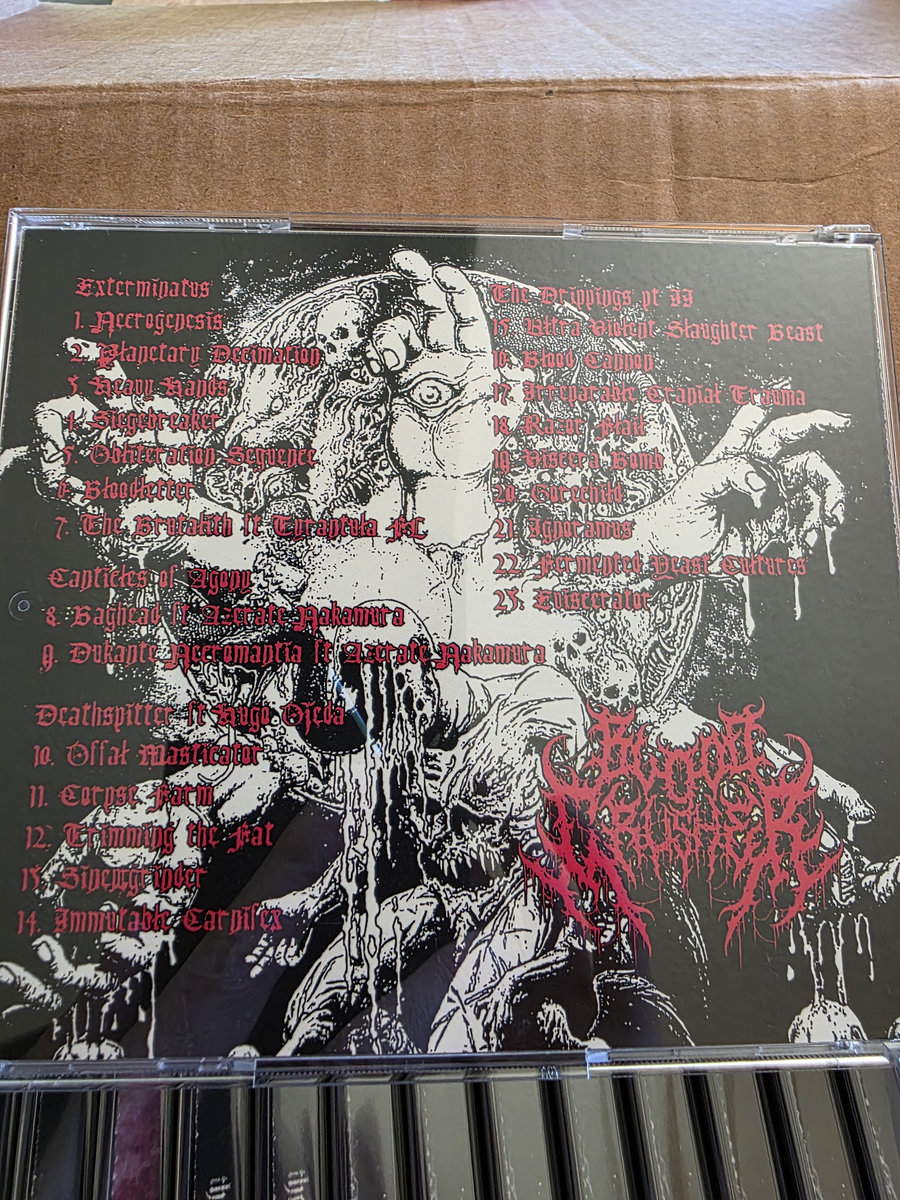 Exterminatus
1. Necrogenesis
2. Planetary Decimation
3. Heavy Hands
4. Siegebreaker
5. Obliteration Sequence
6. Bloodletter
7. The Brutalith ft Tyrantula FL
Canticles of Agony
8. Baghead ft Azerate Nakamura
9. Dukante Necromantia ft Azerate Nakamura
Deathspitter ft Hugo Ojeda
10. Offal Masticator
11. Corpse Farm
12. Trimming the Fat
13. Sinewgrinder
14. Immutable Carnifex
The Drippings pt II
15. Ultra Violent Slaughter Beast
16. Blood Cannon
17. Irreparable Cranial Trauma
18. Razor Flail
19. Viscera Bomb
20. Gorechild
21. Ignoramus
22. Fermented Yeast Cultures
23. Eviscerator
BLOOD
CRUSHER